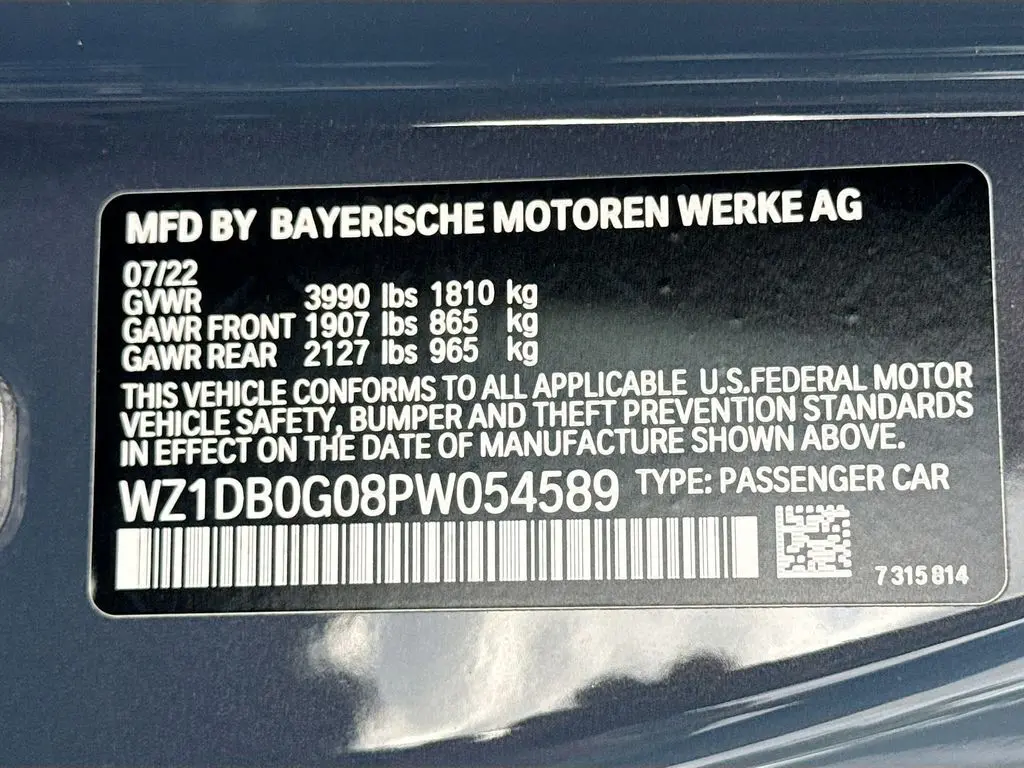 MFD BY BAYERISCHE MOTOREN WERKE AG
07/22
GVWR 3990 lbs 1810 kg
GAWR FRONT 1907 lbs 865 kg
GAWR REAR 2127 lbs 965 kg
THIS VEHICLE CONFORMS TO ALL APPLICABLE U.S.FEDERAL MOTOR
VEHICLE SAFETY, BUMPER AND THEFT PREVENTION STANDARDS
IN EFFECT ON THE DATE OF MANUFACTURE SHOWN ABOVE.
WZ1DB0G08PW054589 TYPE: PASSENGER CAR
7 315 814